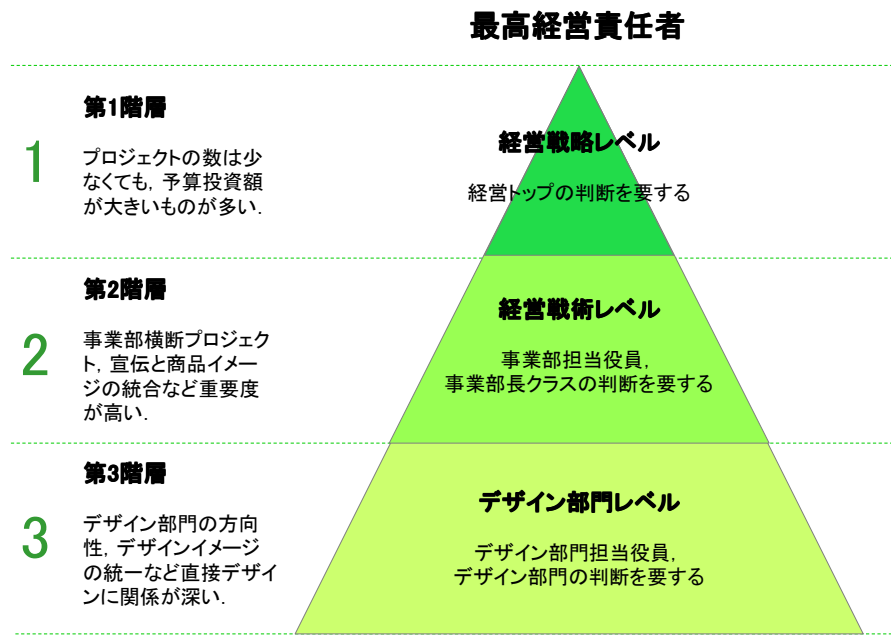 最高経営責任者
1
第1階層
プロジェクトの数は少
なくても, 予算投資額
が大きいものが多い.
経営戦略レベル
経営トップの判断を要する
2
第2階層
事業部横断プロジェク
ト, 宣伝と商品イメー
ジの統合など重要度
が高い.
経営戦術レベル
事業部担当役員,
事業部長クラスの判断を要する
3
第3階層
デザイン部門の方向
性, デザインイメージ
の統一など直接デザイ
ンに関係が深い.
デザイン部門レベル
デザイン部門担当役員,
デザイン部門の判断を要する